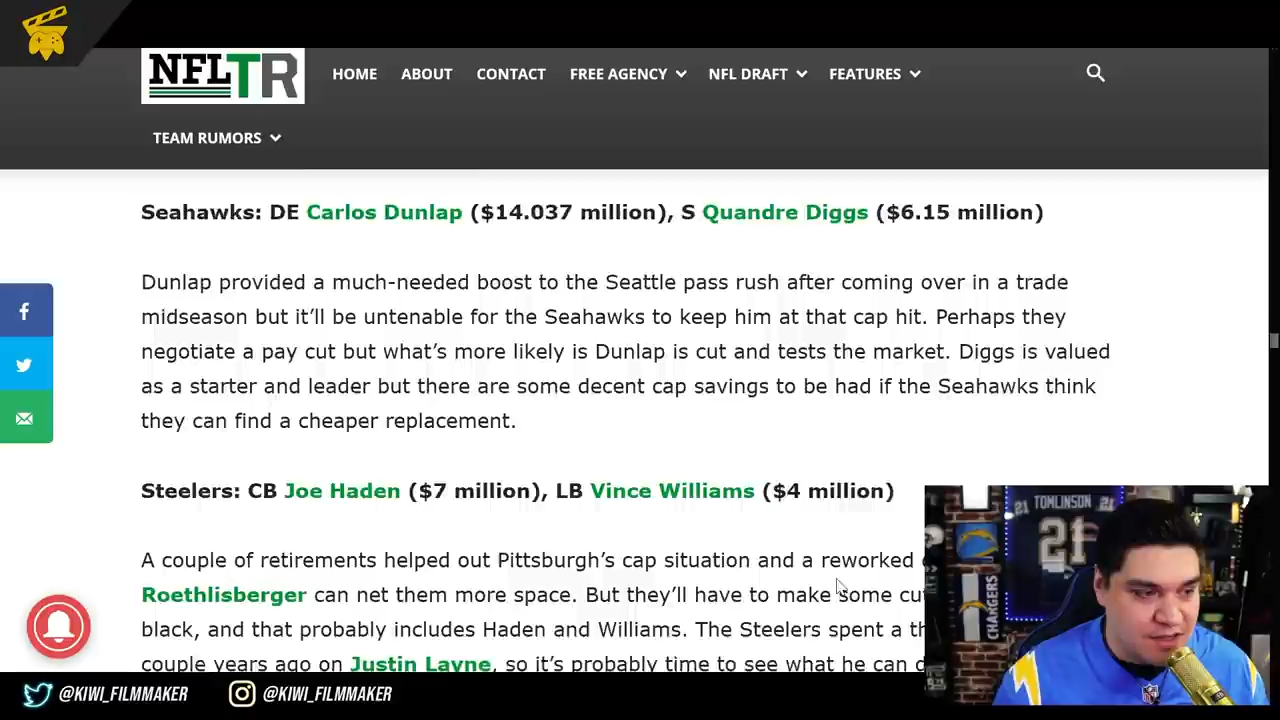 NFLTR
HOME ABOUT CONTACT FREE AGENCY NFL DRAFT FEATURES
TEAM RUMORS
Seahawks: DE Carlos Dunlap ($14.037 million), S Quandre Diggs ($6.15 million)
Dunlap provided a much-needed boost to the Seattle pass rush after coming over in a trade
midseason but it’ll be untenable for the Seahawks to keep him at that cap hit. Perhaps they
negotiate a pay cut but what’s more likely is Dunlap is cut and tests the market. Diggs is valued
as a starter and leader but there are some decent cap savings to be had if the Seahawks think
they can find a cheaper replacement.
Steelers: CB Joe Haden ($7 million), LB Vince Williams ($4 million)
A couple of retirements helped out Pittsburgh’s cap situation and a reworked
Roethlisberger can net them more space. But they’ll have to make some
black, and that probably includes Haden and Williams. The Steelers spent a
couple years ago on Justin Layne, so it’s probably time to see what he can
21 TOMLINSON 21
21
CHARGERS
@KIWI_FILMMAKER @KIWI_FILMMAKER